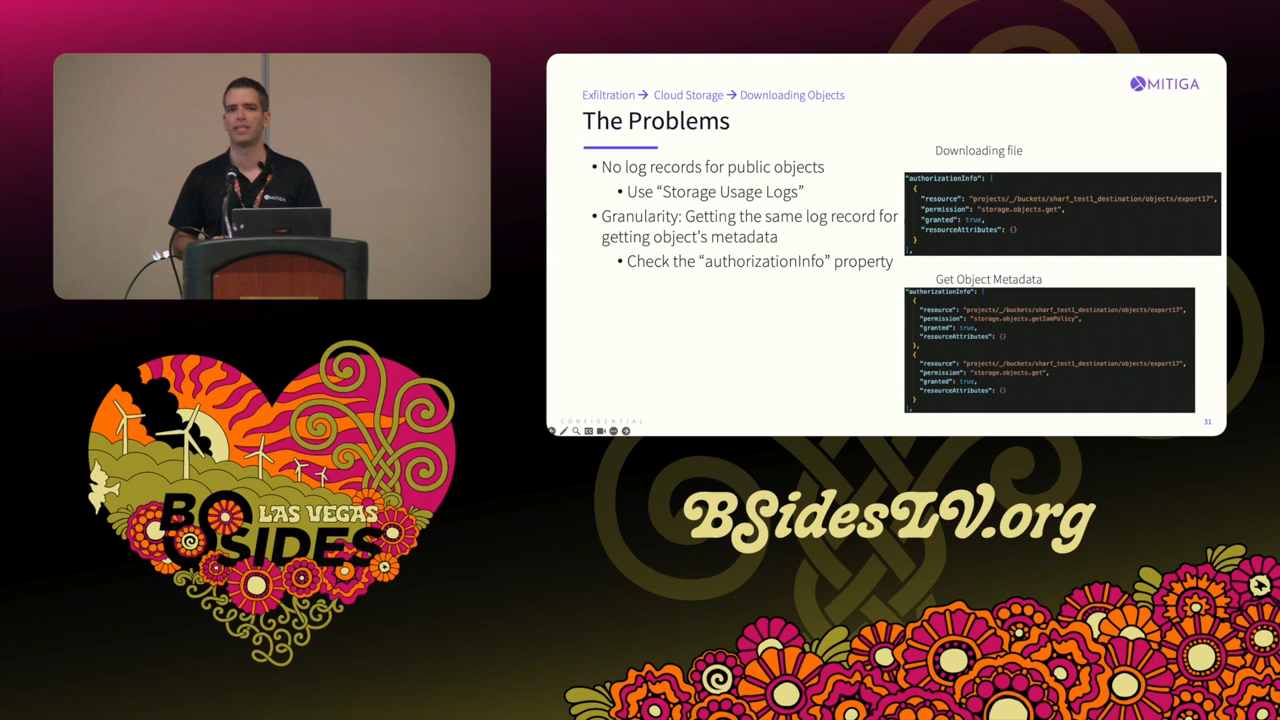 MITIGA
Exfiltration → Cloud Storage → Downloading Objects
The Problems
• No log records for public objects
• Use “Storage Usage Logs”
• Granularity: Getting the same log record for
getting object’s metadata
• Check the “authorizationInfo” property
Downloading file
"authorizationInfo": [
{
"resource": "projects/_/buckets/sharf_test1_destination/objects/export17",
"permission": "storage.objects.get",
"granted": true,
"resourceAttributes": {}
}
],
Get Object Metadata
"authorizationInfo": [
{
"resource": "projects/_/buckets/sharf_test1_destination/objects/export17",
"permission": "storage.objects.getIamPolicy",
"granted": true,
"resourceAttributes": {}
},
{
"resource": "projects/_/buckets/sharf_test1_destination/objects/export17",
"permission": "storage.objects.get",
"granted": true,
"resourceAttributes": {}
}
],
CONFIDENTIAL
31
MITIGA
LAS VEGAS
BSIDES
23
BSidesLV.org